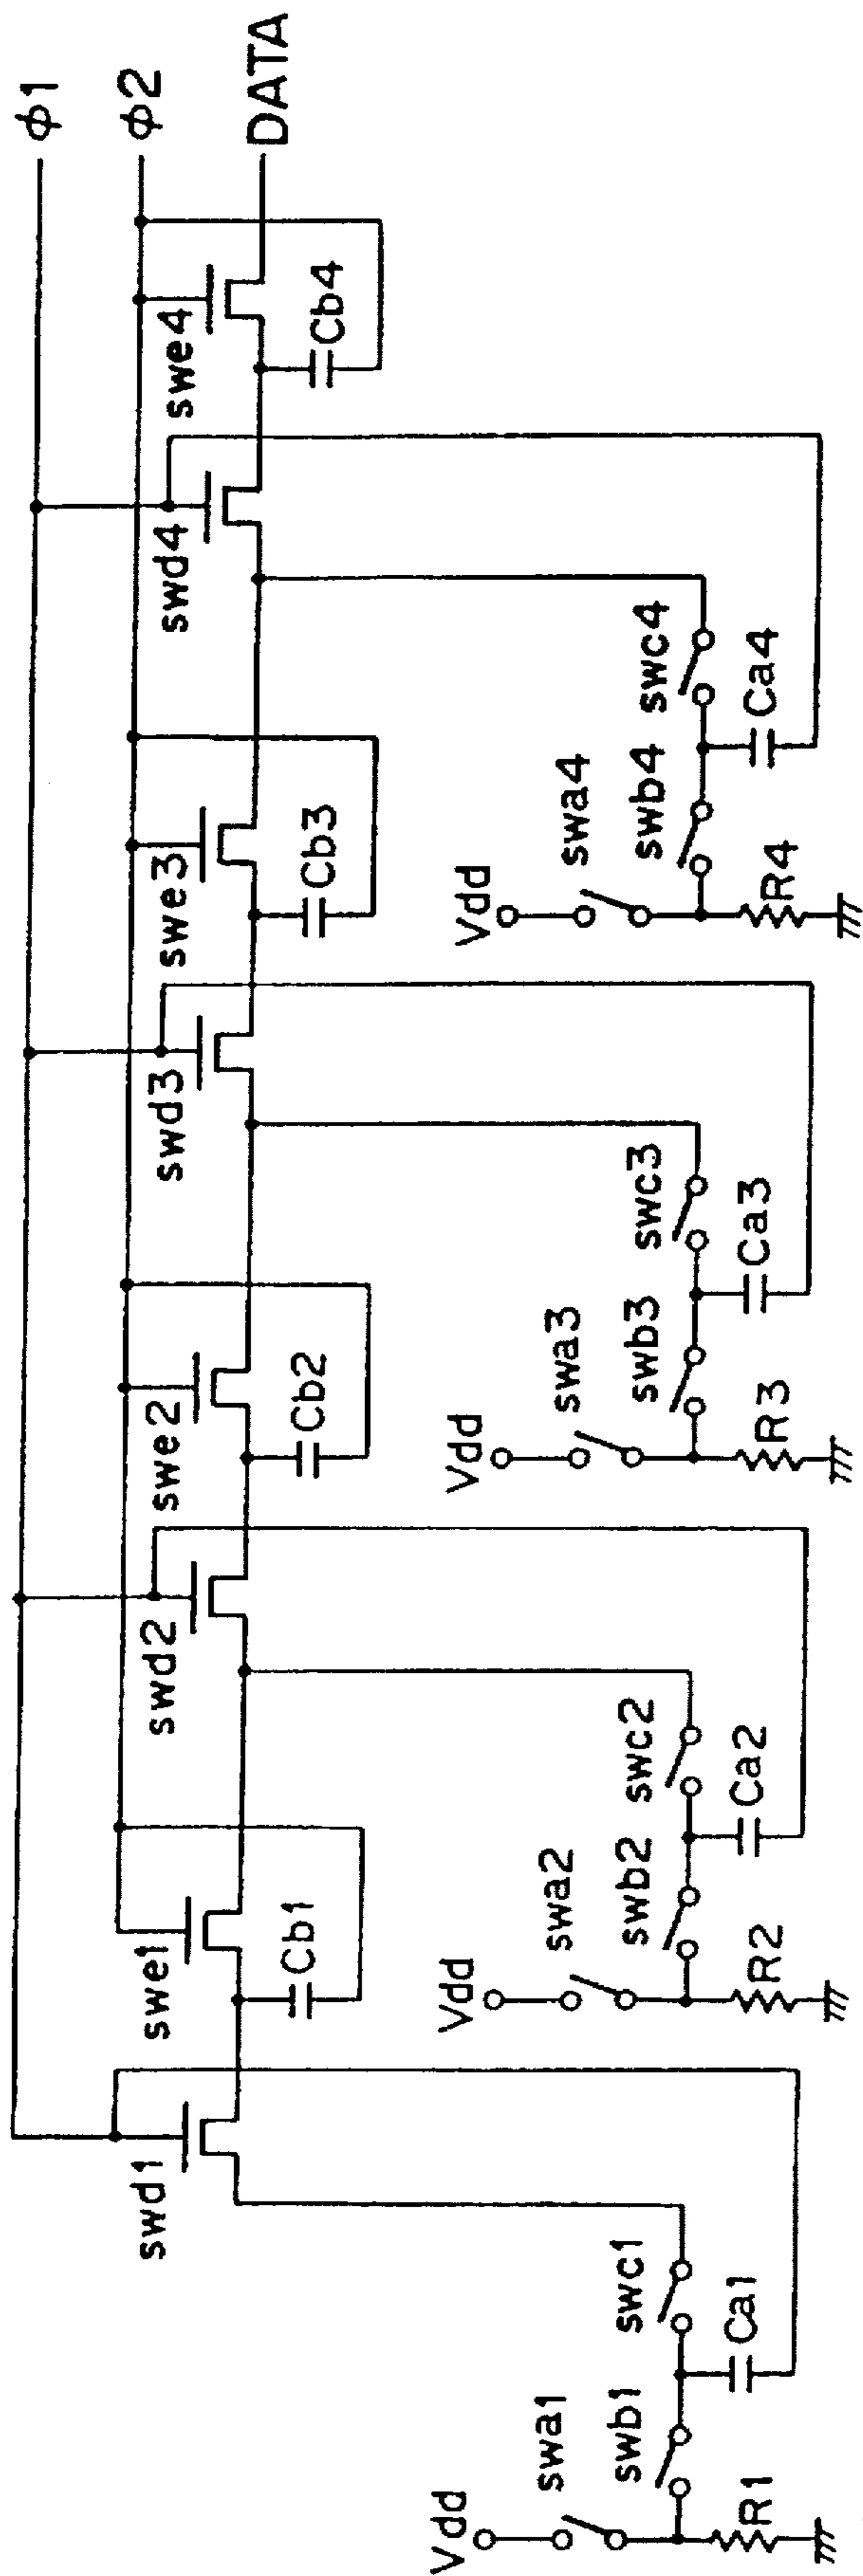 φ1
φ2
DATA
swd1
swe1
swd2
swe2
swd3
swe3
swd4
swe4
Cb1
Cb2
Cb3
Cb4
Vdd
swa1
swb1
swc1
Ca1
R1
Vdd
swa2
swb2
swc2
Ca2
R2
Vdd
swa3
swb3
swc3
Ca3
R3
Vdd
swa4
swb4
swc4
Ca4
R4